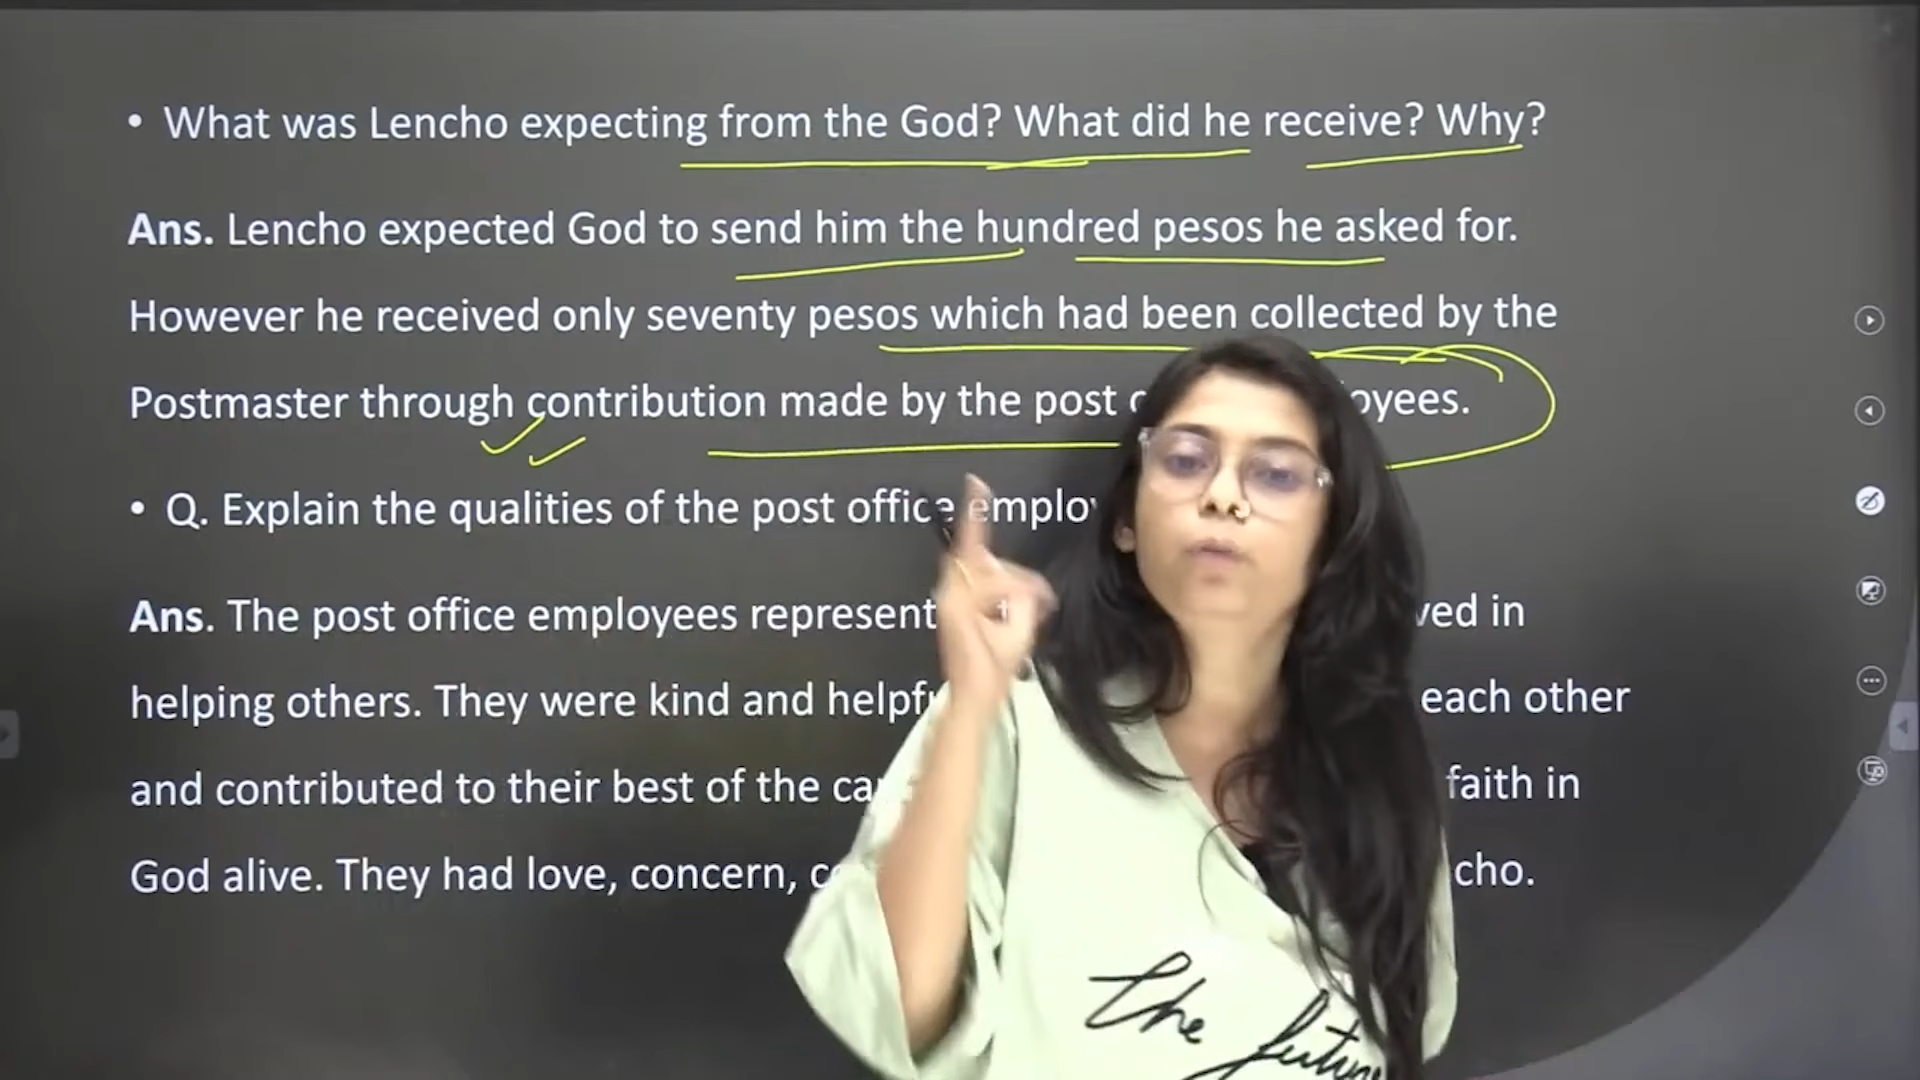 • What was Lencho expecting from the God? What did he receive? Why?
Ans. Lencho expected God to send him the hundred pesos he asked for.
However he received only seventy pesos which had been collected by the
Postmaster through contribution made by the post
• Q. Explain the qualities of the post office
Ans. The post office employees represent
in
helping others. They were kind and
each other
and contributed to their best of the
faith in
God alive. They had love, concern,
the future